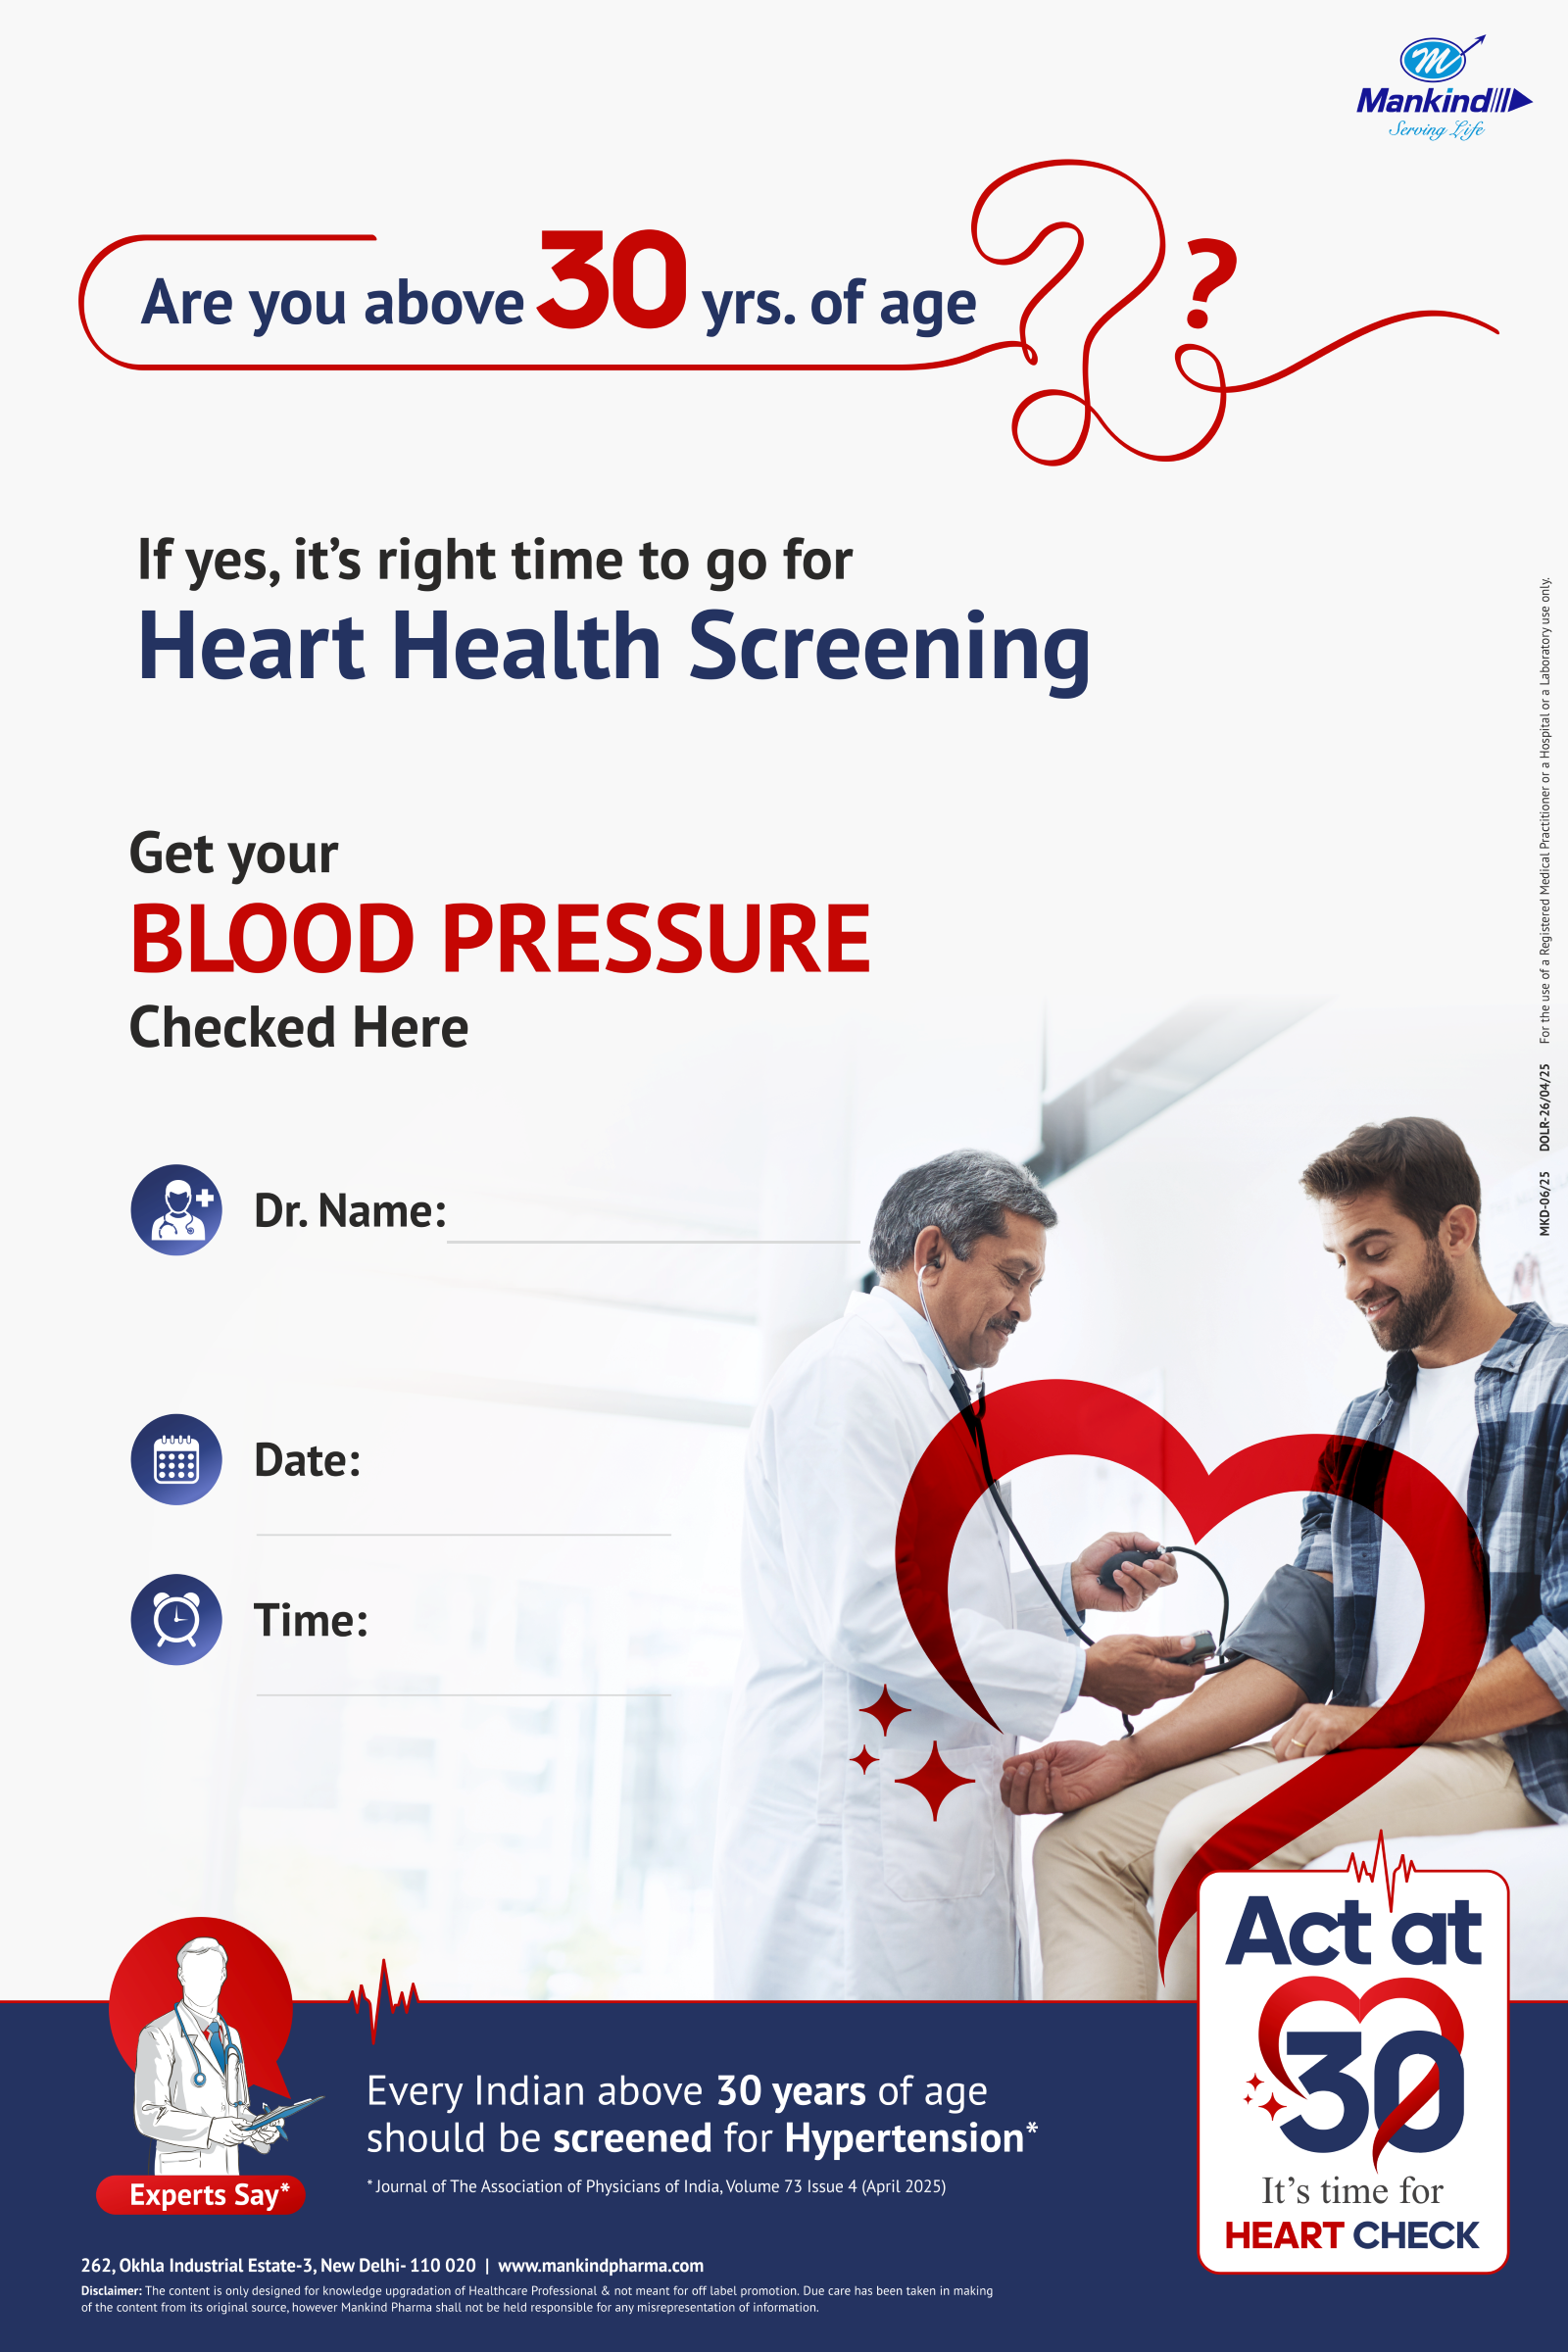 m
Mankind
Serving Life
Are you above 30 yrs. of age ?
If yes, it's right time to go for
Heart Health Screening
Get your
BLOOD PRESSURE
Checked Here
Dr. Name:
Date:
Time:
For the use of a Registered Medical Practitioner or a Hospital or a Laboratory use only.
MKD-06/25 DOLR-26/04/25
Act at
30
It's time for
HEART CHECK
Experts Say*
Every Indian above 30 years of age
should be screened for Hypertension*
* Journal of The Association of Physicians of India, Volume 73 Issue 4 (April 2025)
262, Okhla Industrial Estate-3, New Delhi- 110 020 | www.mankindpharma.com
Disclaimer: The content is only designed for knowledge upgradation of Healthcare Professional & not meant for off label promotion. Due care has been taken in making
of the content from its original source, however Mankind Pharma shall not be held responsible for any misrepresentation of information.